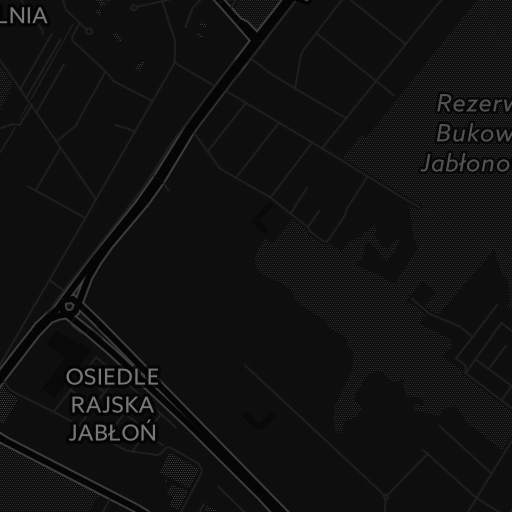 LNIA
Rezerw
Bukow
Jabłono
OSIEDLE
RAJSKA
JABŁOŃ